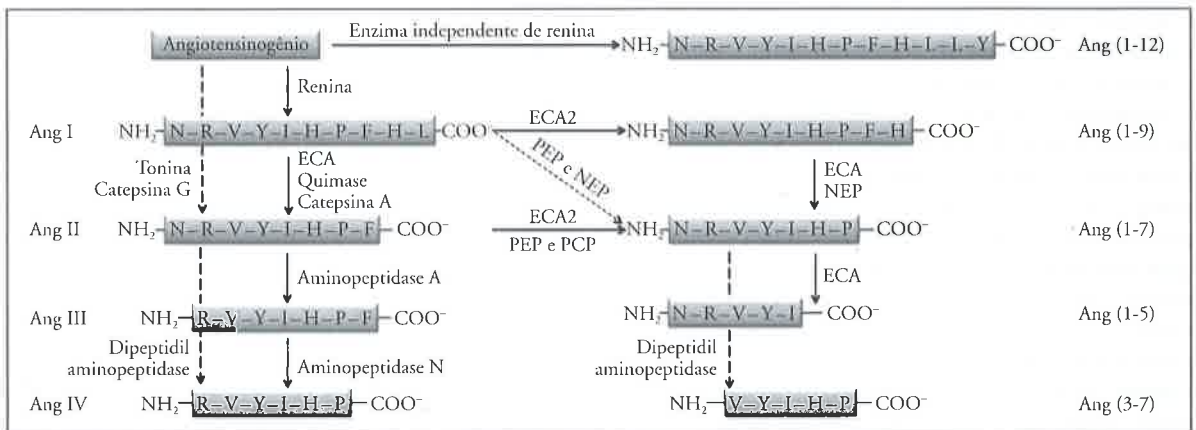 Angiotensinogênio
Enzima independente de renina
NH₂-N-R-V-Y-I-H-P-F-H-L-L-Y-COO⁻ Ang (1-12)
Renina
Ang I NH₂-N-R-V-Y-I-H-P-F-H-L-COO⁻
ECA2
NH₂-N-R-V-Y-I-H-P-F-H-COO⁻ Ang (1-9)
Tonina
Catepsina G
ECA
Quimase
Catepsina A
PEP e NEP
ECA
NEP
Ang II NH₂-N-R-V-Y-I-H-P-F-COO⁻
ECA2
PEP e PCP
NH₂-N-R-V-Y-I-H-P-COO⁻ Ang (1-7)
Aminopeptidase A
ECA
Ang III NH₂-R-V-Y-I-H-P-F-COO⁻
NH₂-N-R-V-Y-I-COO⁻ Ang (1-5)
Dipeptidil
aminopeptidase
Aminopeptidase N
Dipeptidil
aminopeptidase
Ang IV NH₂-R-V-Y-I-H-P-COO⁻
NH₂-V-Y-I-H-P-COO⁻ Ang (3-7)